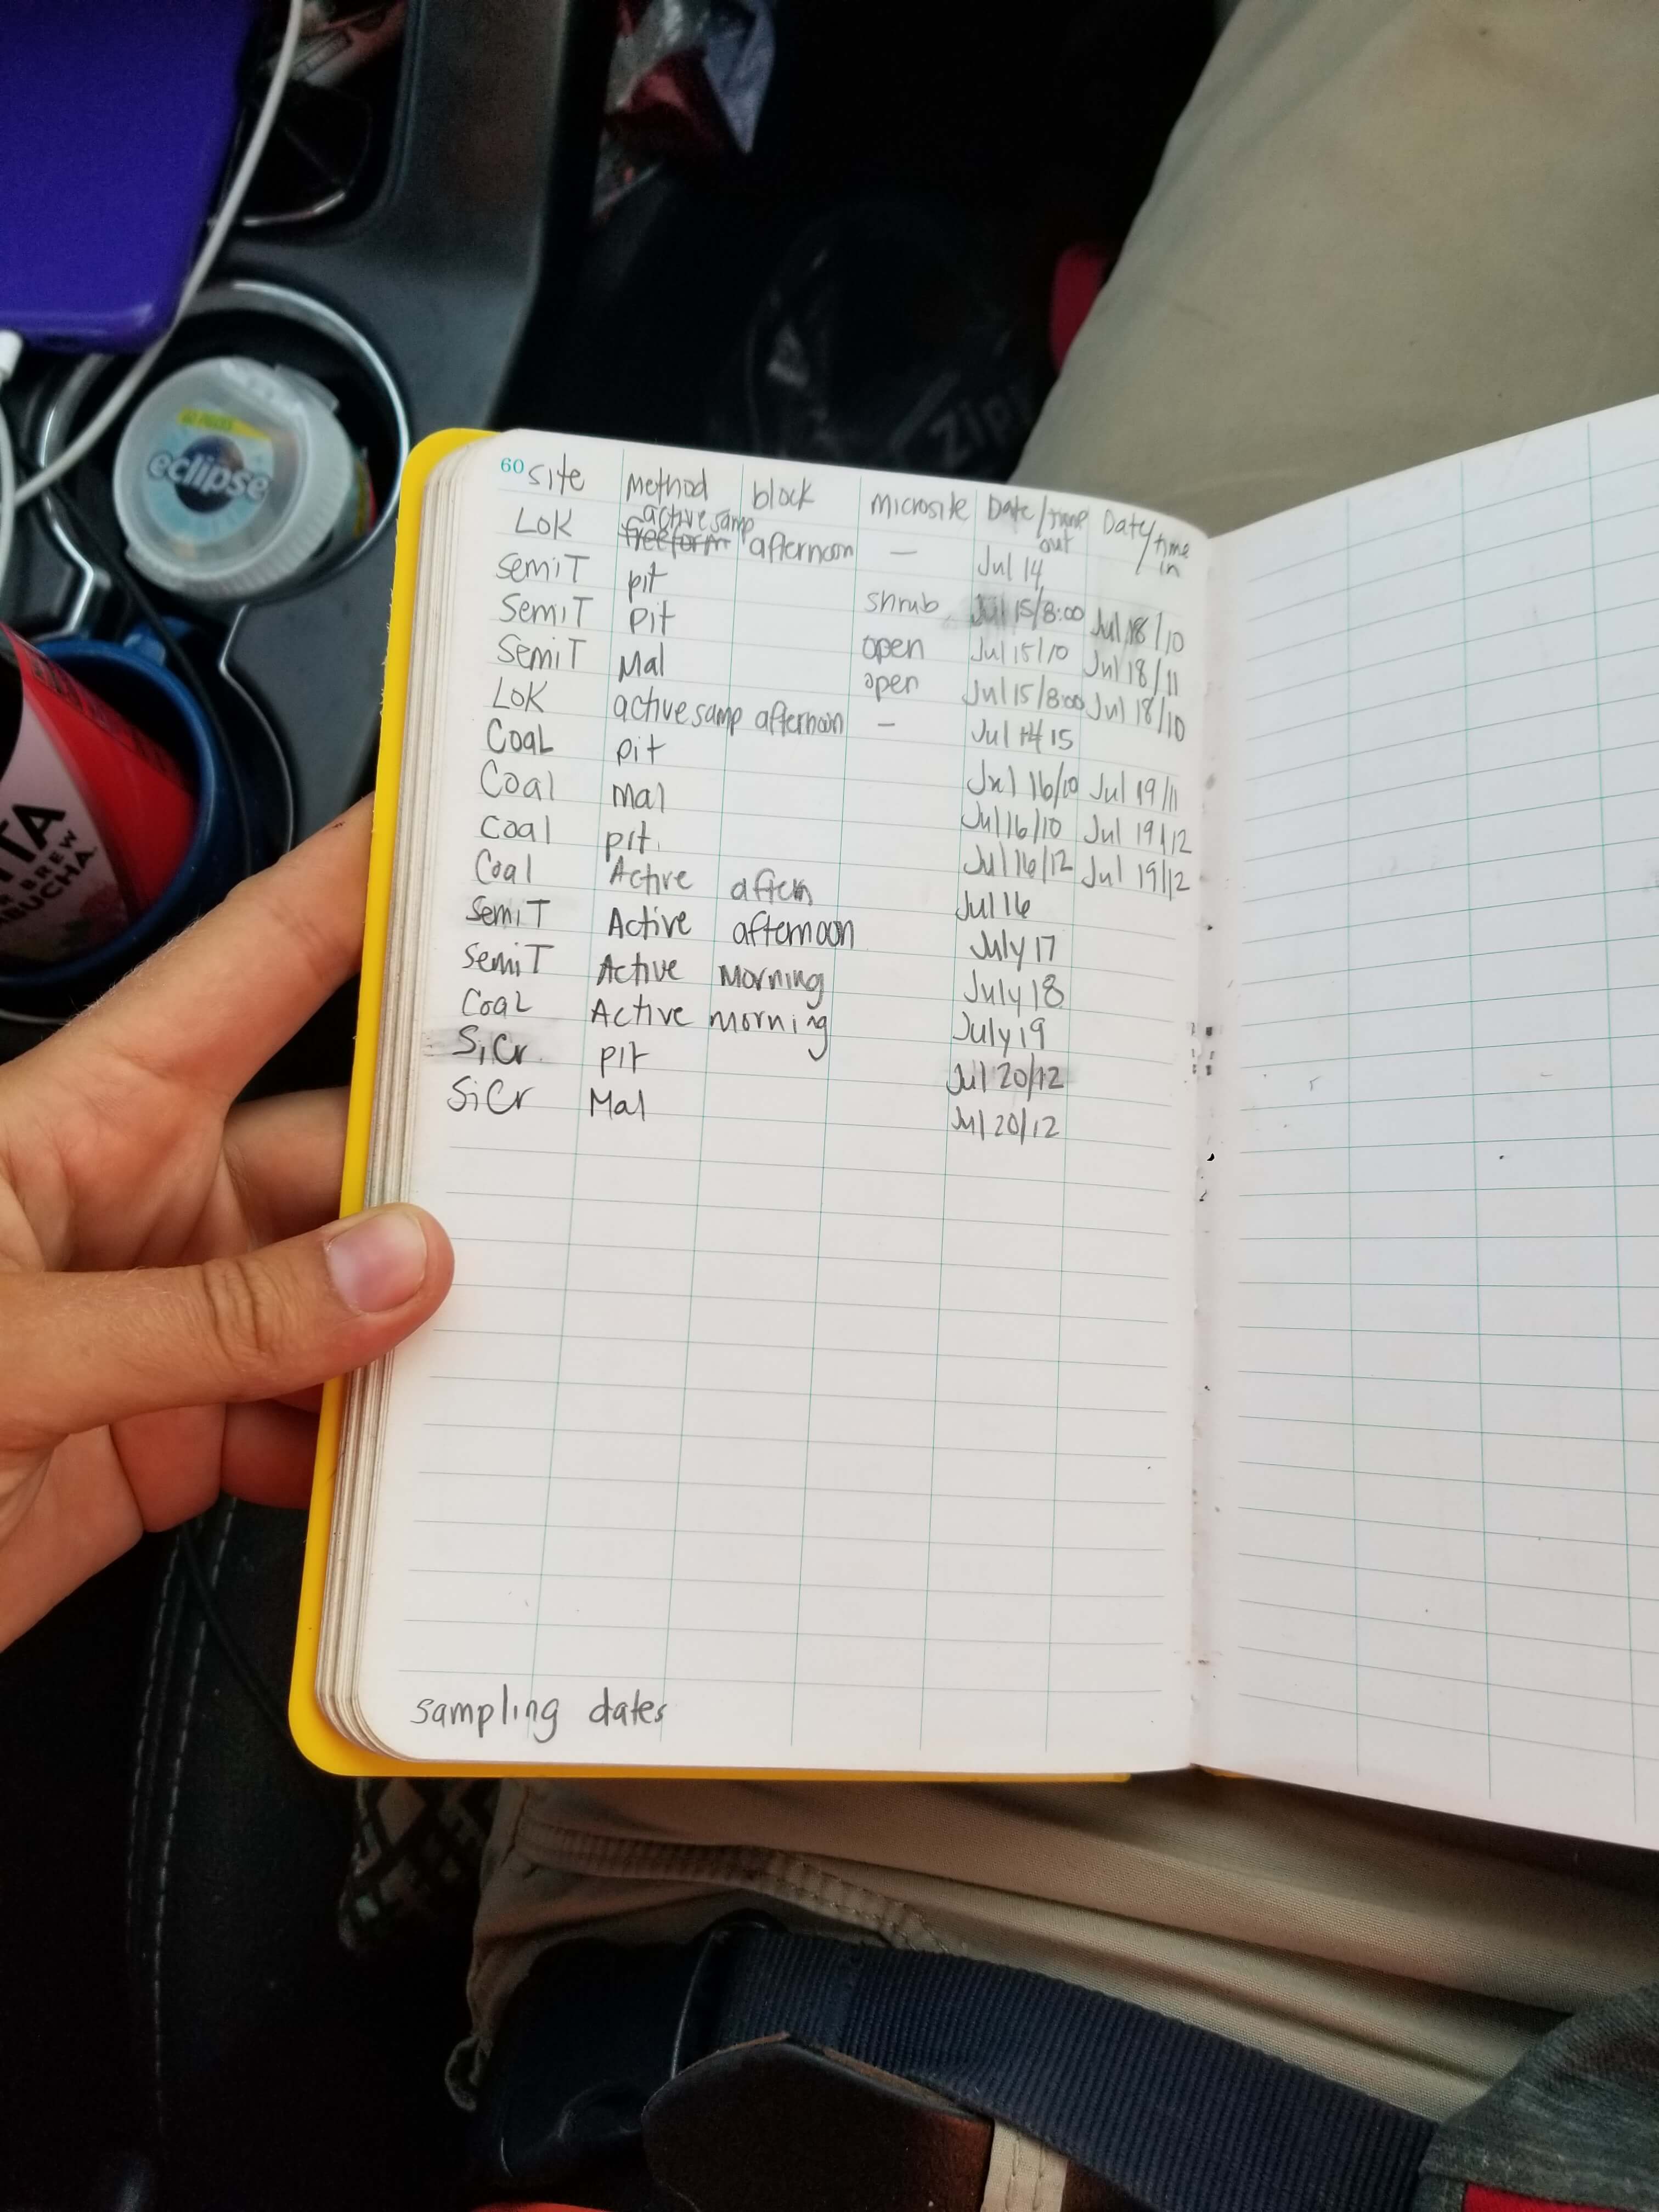 eclipse
Zip
TA
BREW
BUCHA
60 site Method block microsite Date/time out Date/time in
LoK freeform active samp afternoon — Jul 14
semiT pit shrub Jul 15/8:00 Jul 18/10
SemiT pit open Jul 15/10 Jul 18/11
SemiT Mal open Jul 15/8:00 Jul 18/10
LoK active samp afternoon — Jul 14 15
Coal pit Jul 16/10 Jul 19/11
Coal Mal Jul 16/10 Jul 19/12
Coal pit. Jul 16/12 Jul 19/12
Coal Active aftern Jul 16
SemiT Active afternoon July 17
SemiT Active Morning July 18
Coal Active morning July 19
SiCr pit Jul 20/12
SiCr Mal Jul 20/12
sampling dates